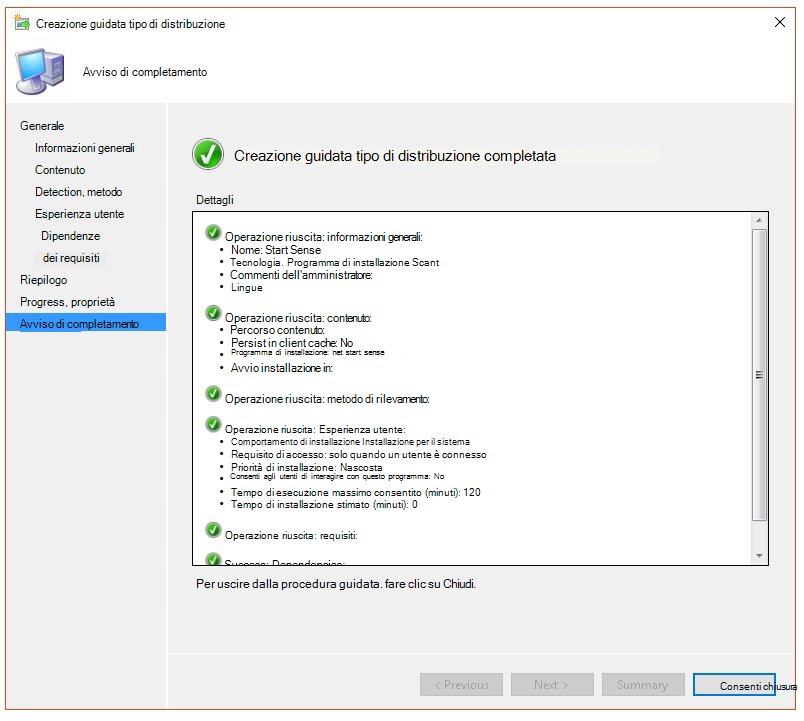 Creazione guidata tipo di distribuzione
Avviso di completamento
Generale
Informazioni generali
Contenuto
Detection, metodo
Esperienza utente
Dipendenze
dei requisiti
Riepilogo
Progress, proprietà
Avviso di completamento
Creazione guidata tipo di distribuzione completata
Dettagli
Operazione riuscita: informazioni generali:
• Nome: Start Sense
• Tecnologia. Programma di installazione Scant
• Commenti dell'amministratore:
• Lingue
Operazione riuscita: contenuto:
• Percorso contenuto:
• Persist in client cache: No
• Programma di installazione: net start sense
• Avvio installazione in:
Operazione riuscita: metodo di rilevamento:
Operazione riuscita: Esperienza utente:
• Comportamento di installazione Installazione per il sistema
• Requisito di accesso: solo quando un utente è connesso
• Priorità di installazione: Nascosta
• Consenti agli utenti di interagire con questo programma: No
• Tempo di esecuzione massimo consentito (minuti): 120
• Tempo di installazione stimato (minuti): 0
Operazione riuscita: requisiti:
Success: Dependencies:
Per uscire dalla procedura guidata. fare clic su Chiudi.
< Previous
Next >
Summary
Consenti chiusura